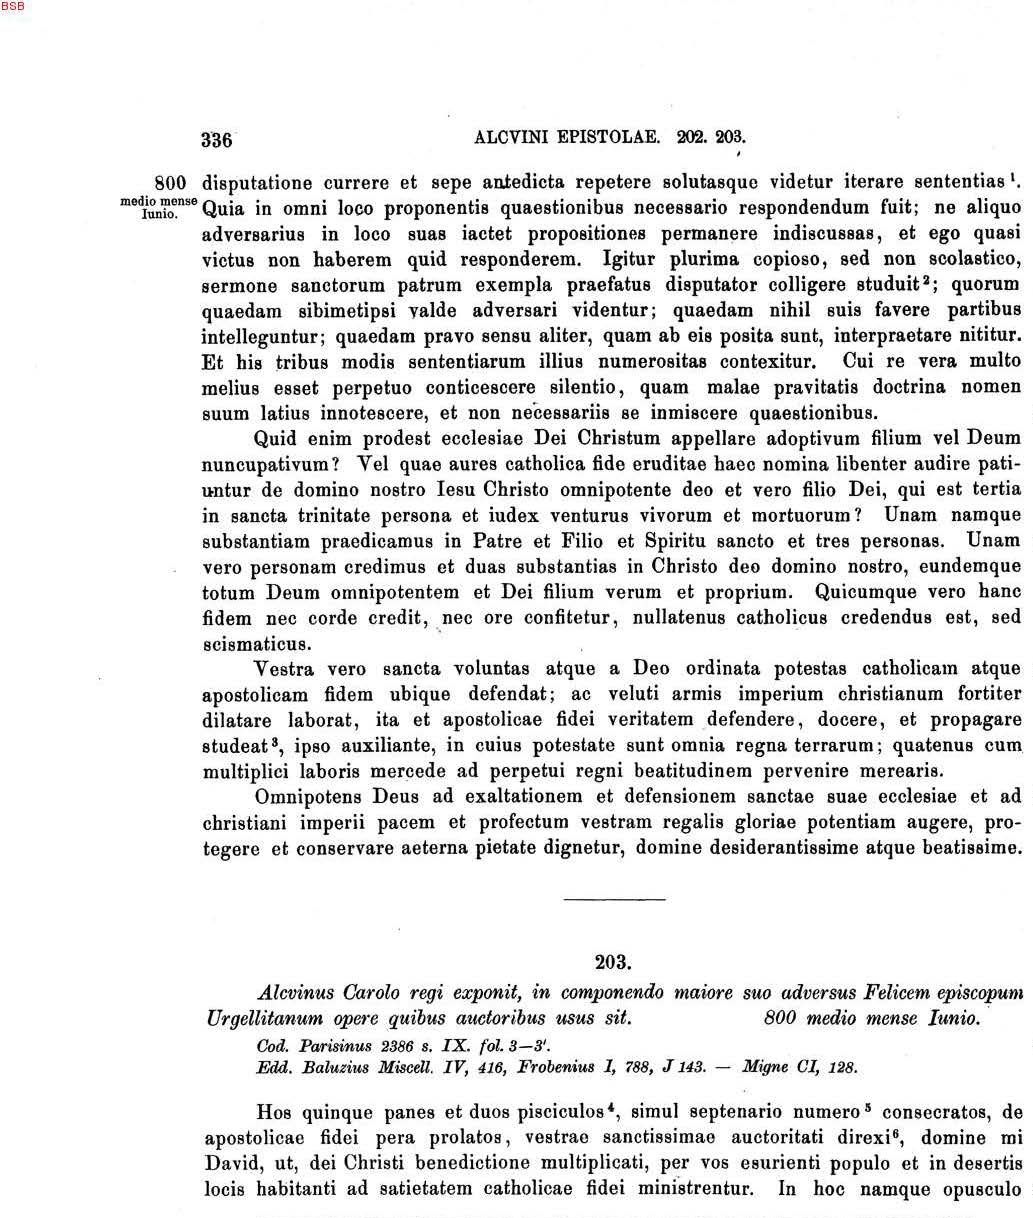 BSB
336 ALCVINI EPISTOLAE. 202. 203.
800 disputatione currere et sepe antedicta repetere solutasque videtur iterare sententias¹.
medio mense
Iunio.
Quia in omni loco proponentis quaestionibus necessario respondendum fuit; ne aliquo
adversarius in loco suas iactet propositiones permanere indiscussas, et ego quasi
victus non haberem quid responderem. Igitur plurima copioso, sed non scolastico,
sermone sanctorum patrum exempla praefatus disputator colligere studuit²; quorum
quaedam sibimetipsi valde adversari videntur; quaedam nihil suis favere partibus
intelleguntur; quaedam pravo sensu aliter, quam ab eis posita sunt, interpraetare nititur.
Et his tribus modis sententiarum illius numerositas contexitur. Cui re vera multo
melius esset perpetuo conticescere silentio, quam malae pravitatis doctrina nomen
suum latius innotescere, et non necessariis se inmiscere quaestionibus.
Quid enim prodest ecclesiae Dei Christum appellare adoptivum filium vel Deum
nuncupativum? Vel quae aures catholica fide eruditae haec nomina libenter audire pati-
untur de domino nostro Iesu Christo omnipotente deo et vero filio Dei, qui est tertia
in sancta trinitate persona et iudex venturus vivorum et mortuorum? Unam namque
substantiam praedicamus in Patre et Filio et Spiritu sancto et tres personas. Unam
vero personam credimus et duas substantias in Christo deo domino nostro, eundemque
totum Deum omnipotentem et Dei filium verum et proprium. Quicumque vero hanc
fidem nec corde credit, nec ore confitetur, nullatenus catholicus credendus est, sed
scismaticus.
Vestra vero sancta voluntas atque a Deo ordinata potestas catholicam atque
apostolicam fidem ubique defendat; ac veluti armis imperium christianum fortiter
dilatare laborat, ita et apostolicae fidei veritatem defendere, docere, et propagare
studeat³, ipso auxiliante, in cuius potestate sunt omnia regna terrarum; quatenus cum
multiplici laboris mercede ad perpetui regni beatitudinem pervenire merearis.
Omnipotens Deus ad exaltationem et defensionem sanctae suae ecclesiae et ad
christiani imperii pacem et profectum vestram regalis gloriae potentiam augere, pro-
tegere et conservare aeterna pietate dignetur, domine desiderantissime atque beatissime.
203.
Alcvinus Carolo regi exponit, in componendo maiore suo adversus Felicem episcopum
Urgellitanum opere quibus auctoribus usus sit. 800 medio mense Iunio.
Cod. Parisinus 2386 s. IX. fol. 3—3'.
Edd. Baluzius Miscell. IV, 416, Frobenius I, 788, J 143. — Migne CI, 128.
Hos quinque panes et duos pisciculos⁴, simul septenario numero⁵ consecratos, de
apostolicae fidei pera prolatos, vestrae sanctissimae auctoritati direxi⁶, domine mi
David, ut, dei Christi benedictione multiplicati, per vos esurienti populo et in desertis
locis habitanti ad satietatem catholicae fidei ministrentur. In hoc namque opusculo